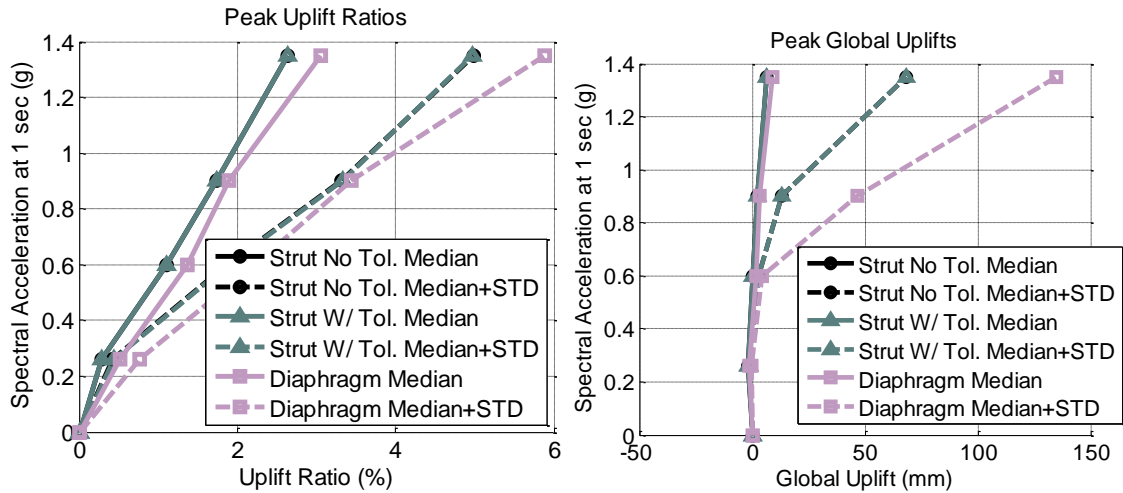 Peak Uplift Ratios
Spectral Acceleration at 1 sec (g)
1.4
1.2
1
0.8
0.6
0.4
0.2
0
0
2
4
6
Uplift Ratio (%)
Strut No Tol. Median
Strut No Tol. Median+STD
Strut W/ Tol. Median
Strut W/ Tol. Median+STD
Diaphragm Median
Diaphragm Median+STD
Peak Global Uplifts
Spectral Acceleration at 1 sec (g)
1.4
1.2
1
0.8
0.6
0.4
0.2
0
-50
0
50
100
150
Global Uplift (mm)
Strut No Tol. Median
Strut No Tol. Median+STD
Strut W/ Tol. Median
Strut W/ Tol. Median+STD
Diaphragm Median
Diaphragm Median+STD